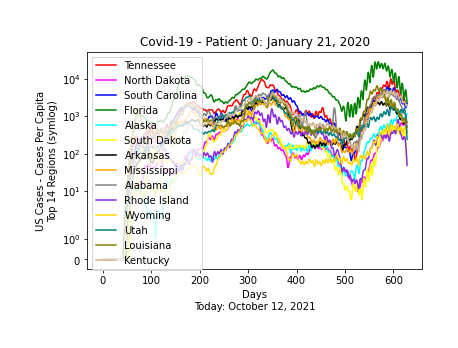 Covid-19 - Patient 0: January 21, 2020
US Cases - Cases Per Capita
Top 14 Regions (symlog)
10⁴
10³
10²
10¹
10⁰
0
Tennessee
North Dakota
South Carolina
Florida
Alaska
South Dakota
Arkansas
Mississippi
Alabama
Rhode Island
Wyoming
Utah
Louisiana
Kentucky
0 100 200 300 400 500 600
Days
Today: October 12, 2021